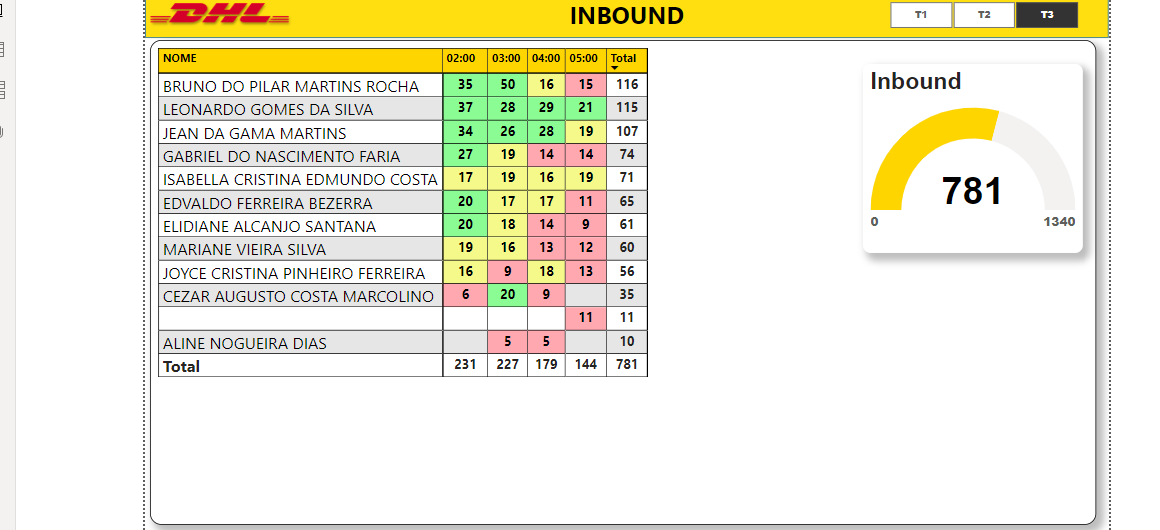 DHL INBOUND T1 T2 T3
NOME 02:00 03:00 04:00 05:00 Total
BRUNO DO PILAR MARTINS ROCHA 35 50 16 15 116
LEONARDO GOMES DA SILVA 37 28 29 21 115
JEAN DA GAMA MARTINS 34 26 28 19 107
GABRIEL DO NASCIMENTO FARIA 27 19 14 14 74
ISABELLA CRISTINA EDMUNDO COSTA 17 19 16 19 71
EDVALDO FERREIRA BEZERRA 20 17 17 11 65
ELIDIANE ALCANJO SANTANA 20 18 14 9 61
MARIANE VIEIRA SILVA 19 16 13 12 60
JOYCE CRISTINA PINHEIRO FERREIRA 16 9 18 13 56
CEZAR AUGUSTO COSTA MARCOLINO 6 20 9 35
11 11
ALINE NOGUEIRA DIAS 5 5 10
Total 231 227 179 144 781
Inbound
781
0 1340